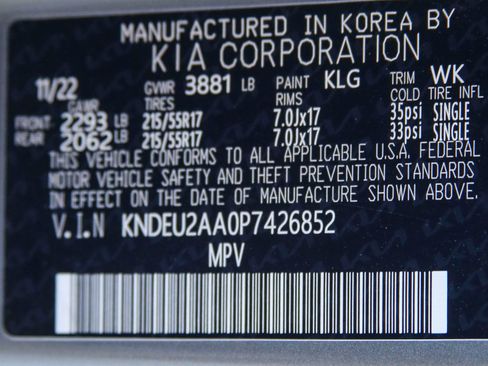 MANUFACTURED IN KOREA BY
KIA CORPORATION
11/22 GVWR 3881 LB PAINT KLG TRIM WK
GAWR TIRES RIMS COLD TIRE INFL
FRONT 2293 LB 215/55R17 7.0Jx17 35psi SINGLE
REAR 2062 LB 215/55R17 7.0Jx17 33psi SINGLE
THIS VEHICLE CONFORMS TO ALL APPLICABLE U.S.A. FEDERAL
MOTOR VEHICLE SAFETY AND THEFT PREVENTION STANDARDS
IN EFFECT ON THE DATE OF MANUFACTURE SHOWN ABOVE.
V.I.N KNDEU2AA0P7426852
MPV